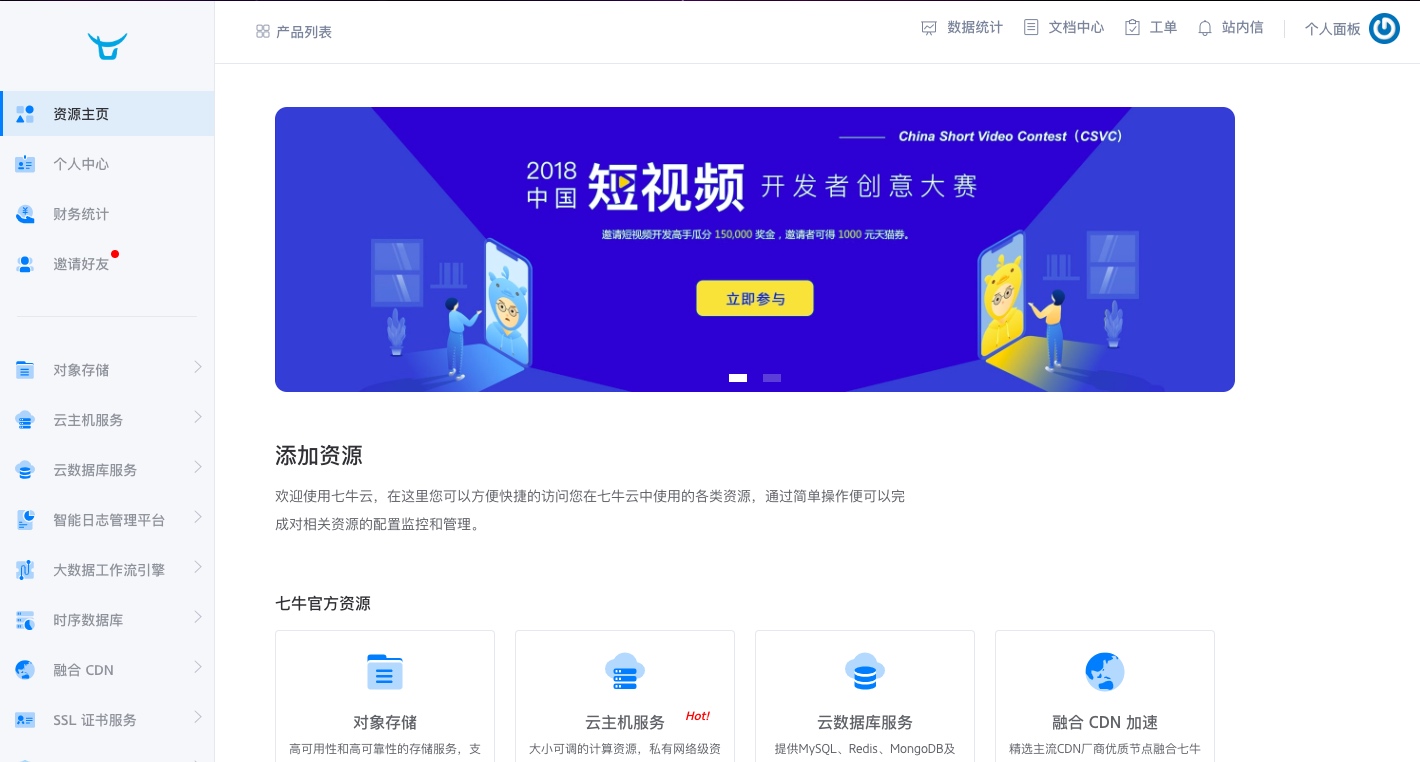 产品列表
数据统计
文档中心
工单
站内信
个人面板
资源主页
个人中心
财务统计
邀请好友
对象存储
云主机服务
云数据库服务
智能日志管理平台
大数据工作流引擎
时序数据库
融合 CDN
SSL 证书服务
China Short Video Contest（CSVC）
2018
中国
短视频
开发者创意大赛
邀请短视频开发高手瓜分 150,000 奖金，邀请者可得 1000 元天猫券。
立即参与
添加资源
欢迎使用七牛云，在这里您可以方便快捷的访问您在七牛云中使用的各类资源，通过简单操作便可以完
成对相关资源的配置监控和管理。
七牛官方资源
对象存储
高可用性和高可靠性的存储服务，支
云主机服务
Hot!
大小可调的计算资源，私有网络级资
云数据库服务
提供MySQL、Redis、MongoDB及
融合 CDN 加速
精选主流CDN厂商优质节点融合七牛